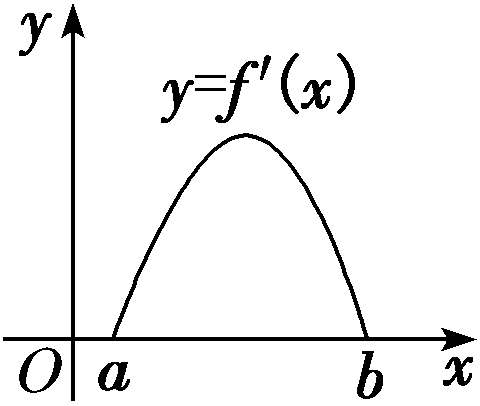 y
y=f′(x)
O a b x